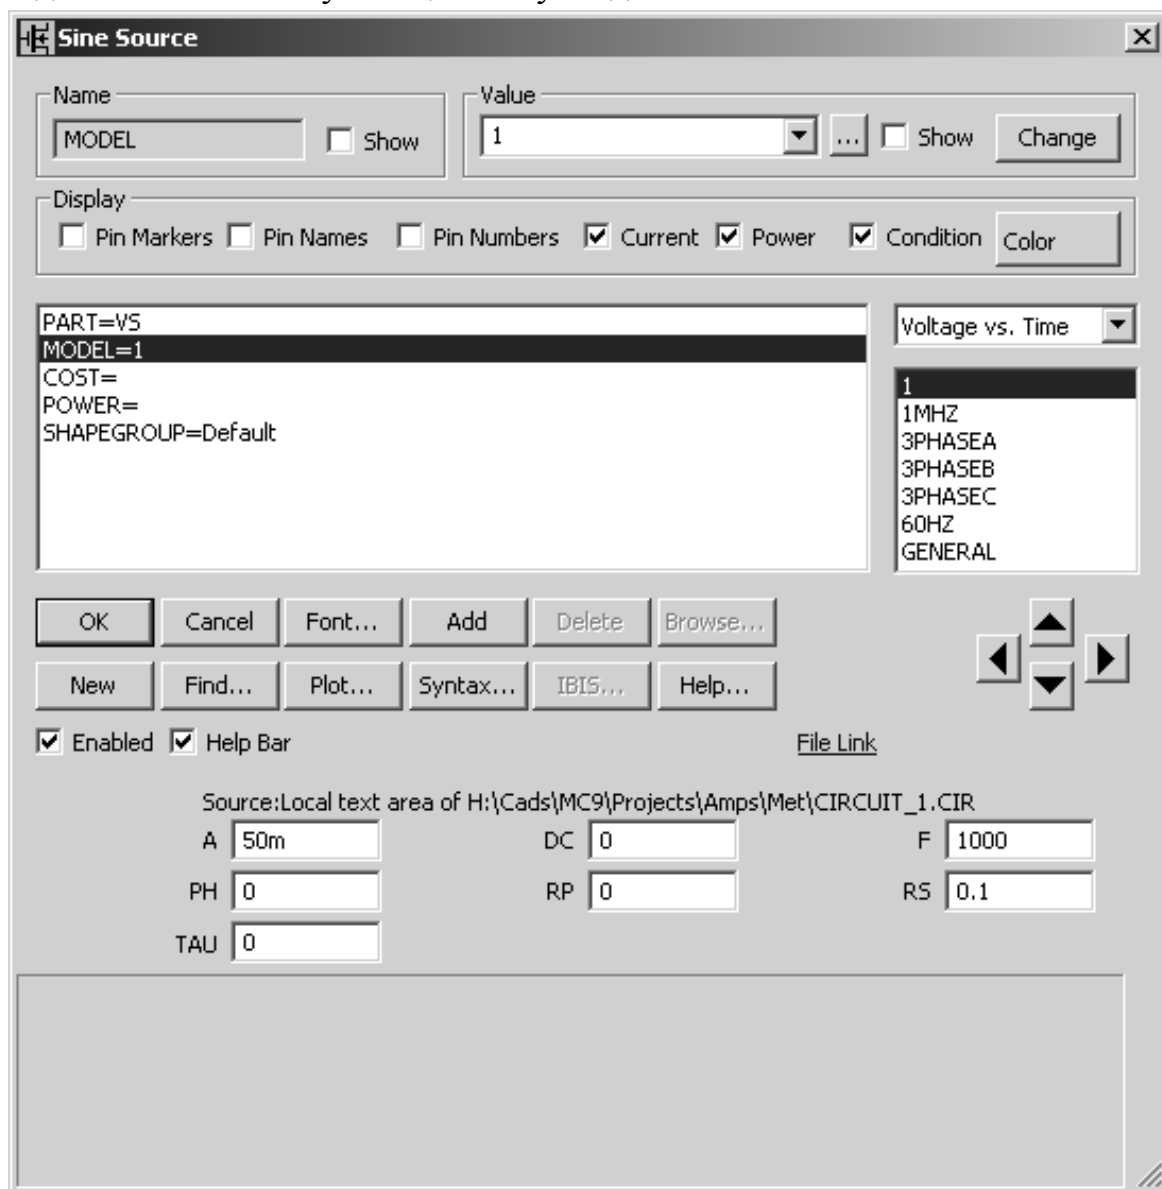 Sine Source
Name
Value
MODEL
Show
1
...
Show
Change
Display
Pin Markers
Pin Names
Pin Numbers
Current
Power
Condition
Color
PART=VS
MODEL=1
COST=
POWER=
SHAPEGROUP=Default
Voltage vs. Time
1
1MHZ
3PHASEA
3PHASEB
3PHASEC
60HZ
GENERAL
OK
Cancel
Font...
Add
Delete
Browse...
New
Find...
Plot...
Syntax...
IBIS...
Help...
Enabled
Help Bar
File Link
Source:Local text area of H:\Cads\MC9\Projects\Amps\Met\CIRCUIT_1.CIR
A 50m
DC 0
F 1000
PH 0
RP 0
RS 0.1
TAU 0